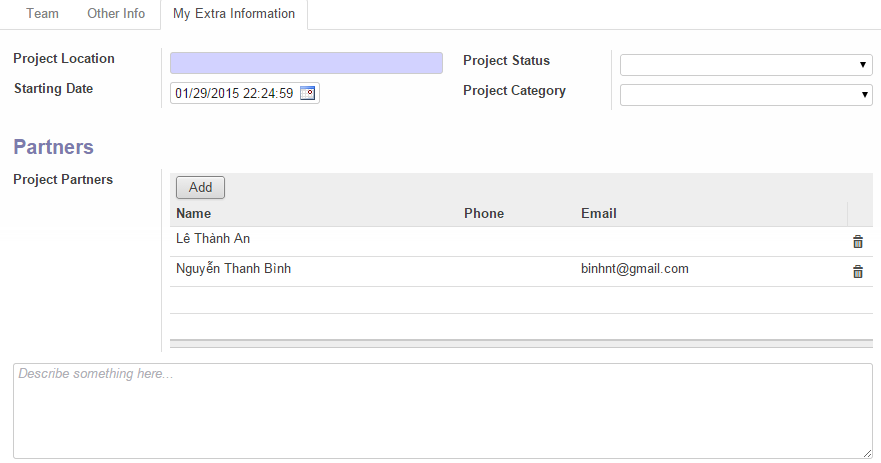 Team Other Info My Extra Information
Project Location
Project Status
Starting Date 01/29/2015 22:24:59
Project Category
Partners
Project Partners
Add
Name Phone Email
Lê Thành An
Nguyễn Thanh Bình binhnt@gmail.com
Describe something here...